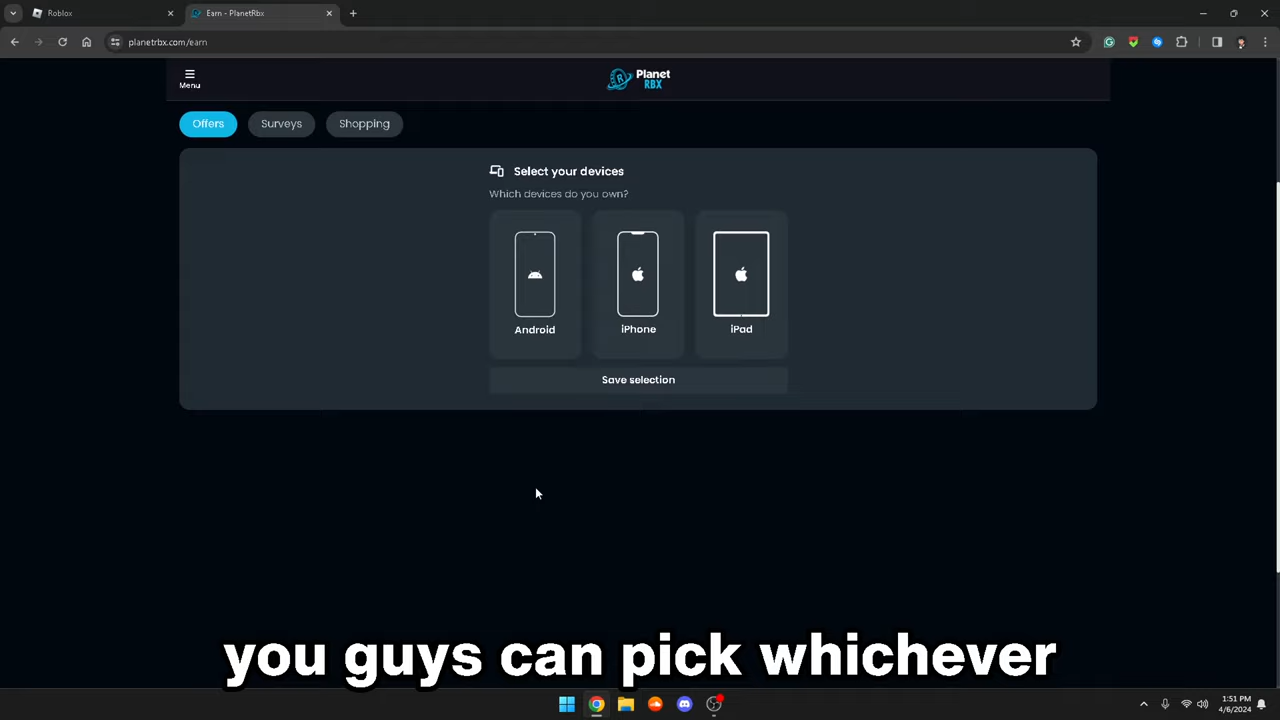 Roblox
Earn - PlanetRbx
planetrbx.com/earn
Menu
Planet
RBX
Offers
Surveys
Shopping
Select your devices
Which devices do you own?
Android
iPhone
iPad
Save selection
you guys can pick whichever
1:51 PM
4/6/2024